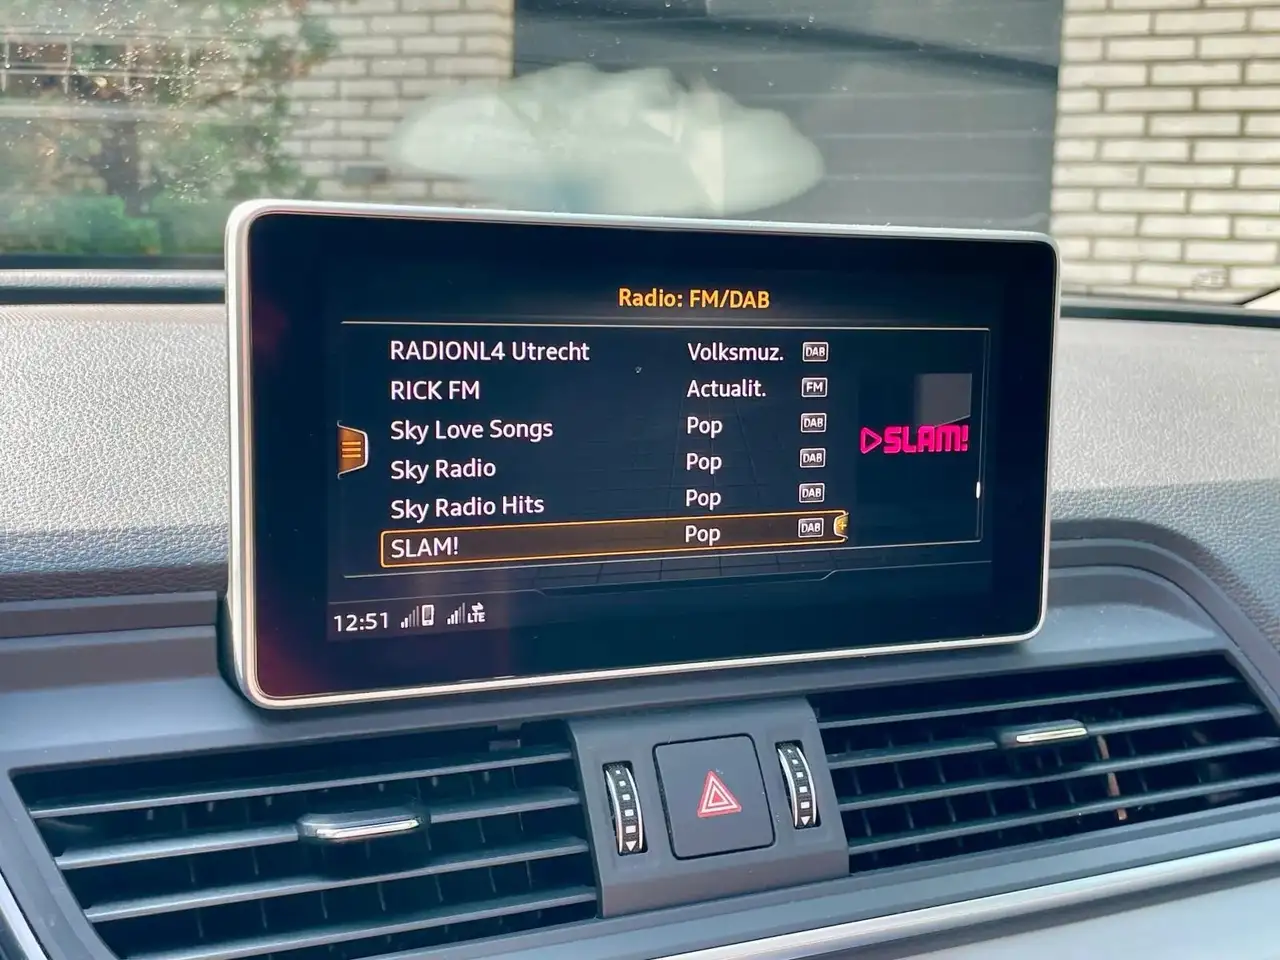 Radio: FM/DAB
RADIONL4 Utrecht Volksmuz. DAB
RICK FM Actualit. FM
Sky Love Songs Pop DAB
Sky Radio Pop DAB
Sky Radio Hits Pop DAB
SLAM! Pop DAB
SLAM!
12:51 LTE